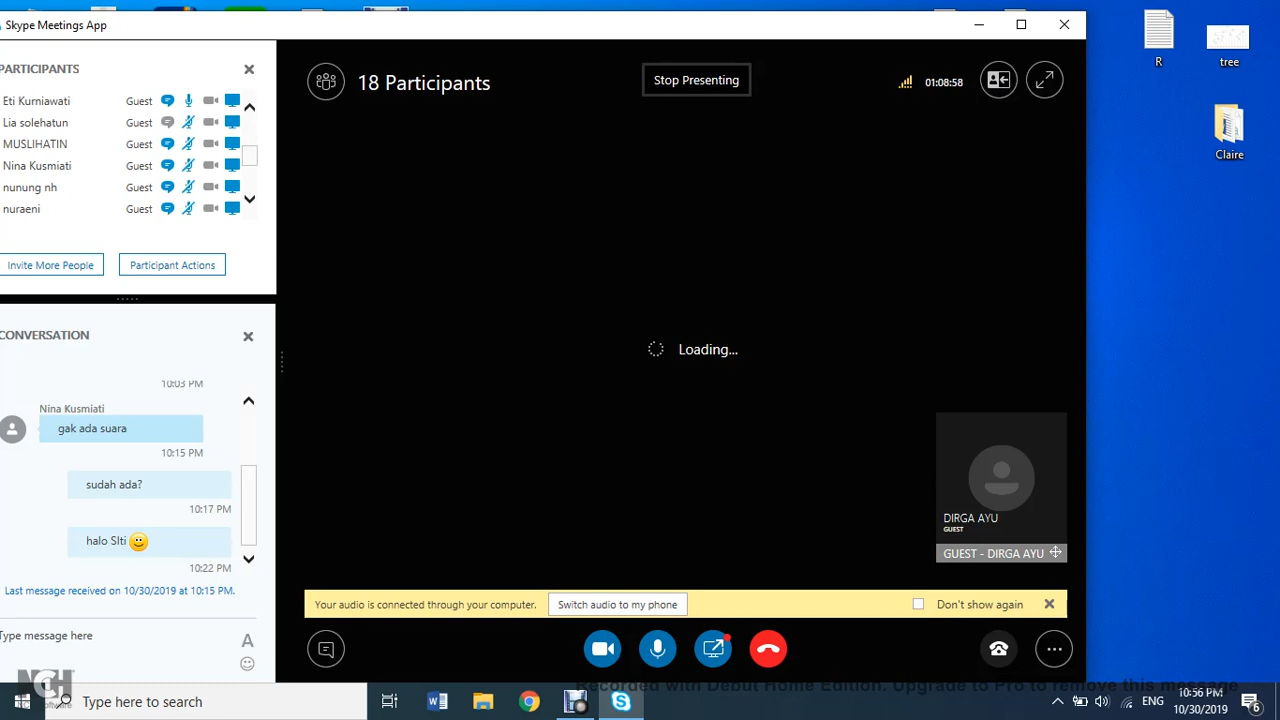 Skype Meetings App
PARTICIPANTS
Eti Kurniawati Guest
Lia solehatun Guest
MUSLIHATIN Guest
Nina Kusmiati Guest
nunung nh Guest
nuraeni Guest
Invite More People Participant Actions
CONVERSATION
10:03 PM
Nina Kusmiati
gak ada suara
10:15 PM
sudah ada?
10:17 PM
halo SIti
10:22 PM
Last message received on 10/30/2019 at 10:15 PM.
Type message here
A
18 Participants
Stop Presenting
01:08:58
Loading...
DIRGA AYU
GUEST
GUEST - DIRGA AYU
Your audio is connected through your computer. Switch audio to my phone Don't show again
R
tree
Claire
Recorded with Debut Home Edition. Upgrade to Pro to remove this message
NCH
Software
Type here to search
ENG
10:56 PM
10/30/2019
6